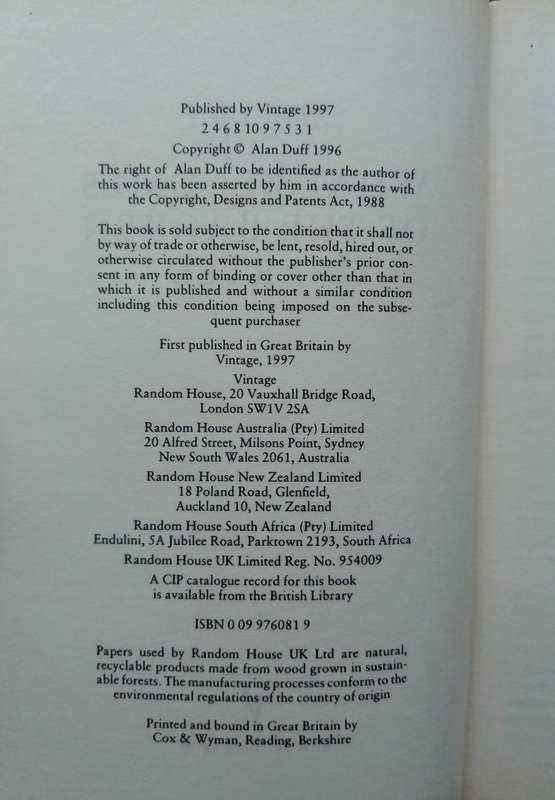 Published by Vintage 1997
2 4 6 8 10 9 7 5 3 1
Copyright © Alan Duff 1996
The right of Alan Duff to be identified as the author of
this work has been asserted by him in accordance with
the Copyright, Designs and Patents Act, 1988
This book is sold subject to the condition that it shall not
by way of trade or otherwise, be lent, resold, hired out, or
otherwise circulated without the publisher's prior con-
sent in any form of binding or cover other than that in
which it is published and without a similar condition
including this condition being imposed on the subse-
quent purchaser
First published in Great Britain by
Vintage, 1997
Vintage
Random House, 20 Vauxhall Bridge Road,
London SW1V 2SA
Random House Australia (Pty) Limited
20 Alfred Street, Milsons Point, Sydney
New South Wales 2061, Australia
Random House New Zealand Limited
18 Poland Road, Glenfield,
Auckland 10, New Zealand
Random House South Africa (Pty) Limited
Endulini, 5A Jubilee Road, Parktown 2193, South Africa
Random House UK Limited Reg. No. 954009
A CIP catalogue record for this book
is available from the British Library
ISBN 0 09 976081 9
Papers used by Random House UK Ltd are natural,
recyclable products made from wood grown in sustain-
able forests. The manufacturing processes conform to the
environmental regulations of the country of origin
Printed and bound in Great Britain by
Cox & Wyman, Reading, Berkshire